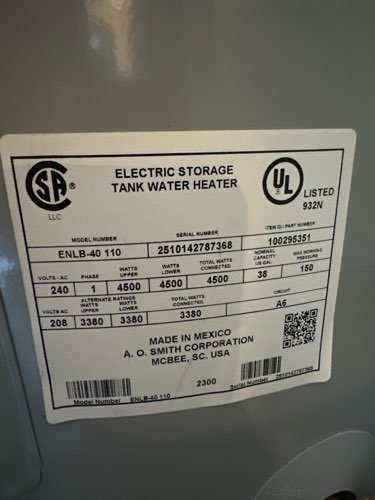 SA
LLC
ELECTRIC STORAGE
TANK WATER HEATER
UL
LISTED
932N
MODEL NUMBER SERIAL NUMBER ITEM ID / PART NUMBER
ENLB-40 110 2510142787368 100295351
VOLTS - AC PHASE WATTS UPPER WATTS LOWER TOTAL WATTS CONNECTED NOMINAL CAPACITY US GAL. MAX WORKING PRESSURE
240 1 4500 4500 4500 38 150
VOLTS - AC ALTERNATE RATINGS WATTS UPPER WATTS LOWER TOTAL WATTS CONNECTED CIRCUIT
208 3380 3380 3380 A6
MADE IN MEXICO
A. O. SMITH CORPORATION
MCBEE, SC. USA
2300
Model Number ENLB-40 110
Serial Number 2510142787368